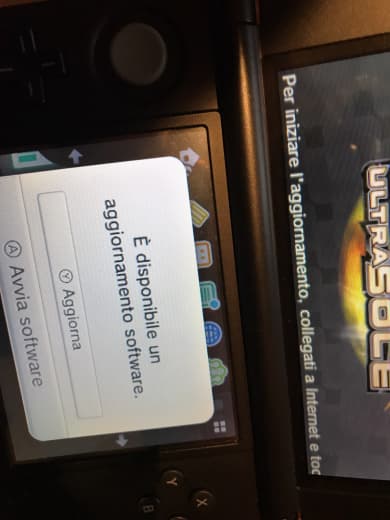 ULTRASOLE
Per iniziare l'aggiornamento, collegati a Internet e toc
È disponibile un
aggiornamento software.
Ⓨ Aggiorna
Ⓐ Avvia software
X
Y
B